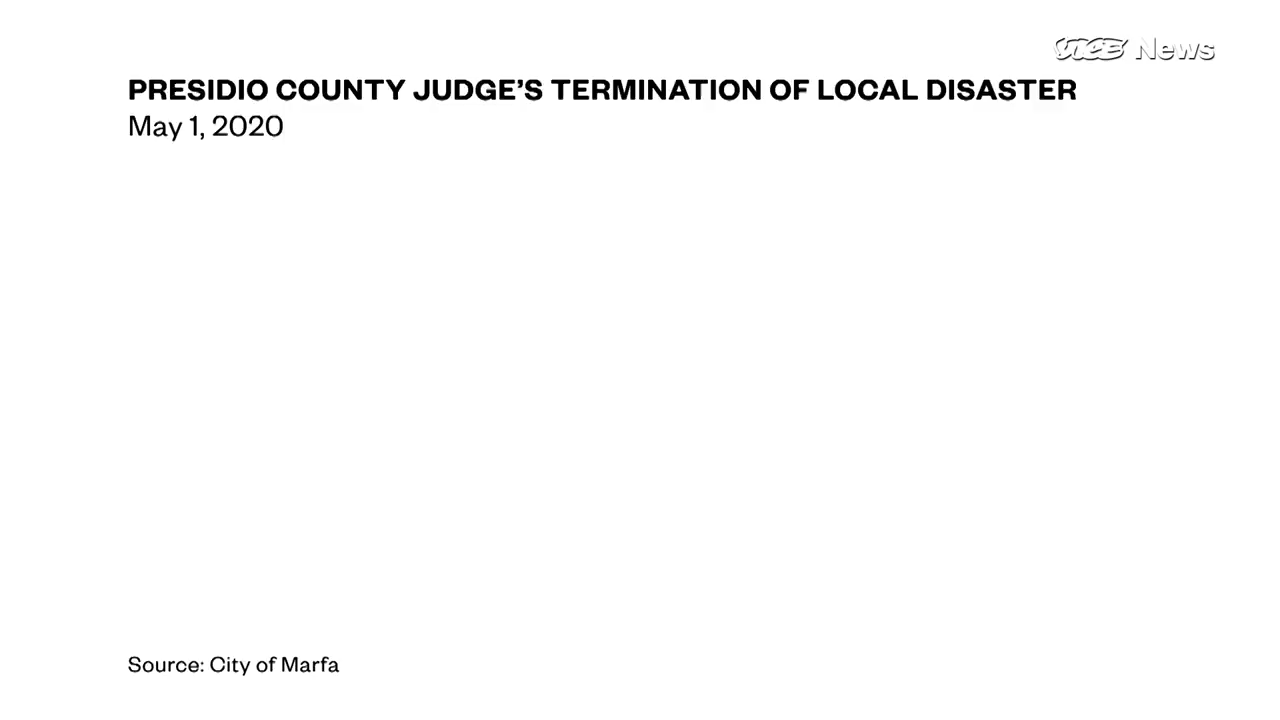 VICE News
PRESIDIO COUNTY JUDGE’S TERMINATION OF LOCAL DISASTER
May 1, 2020
Source: City of Marfa